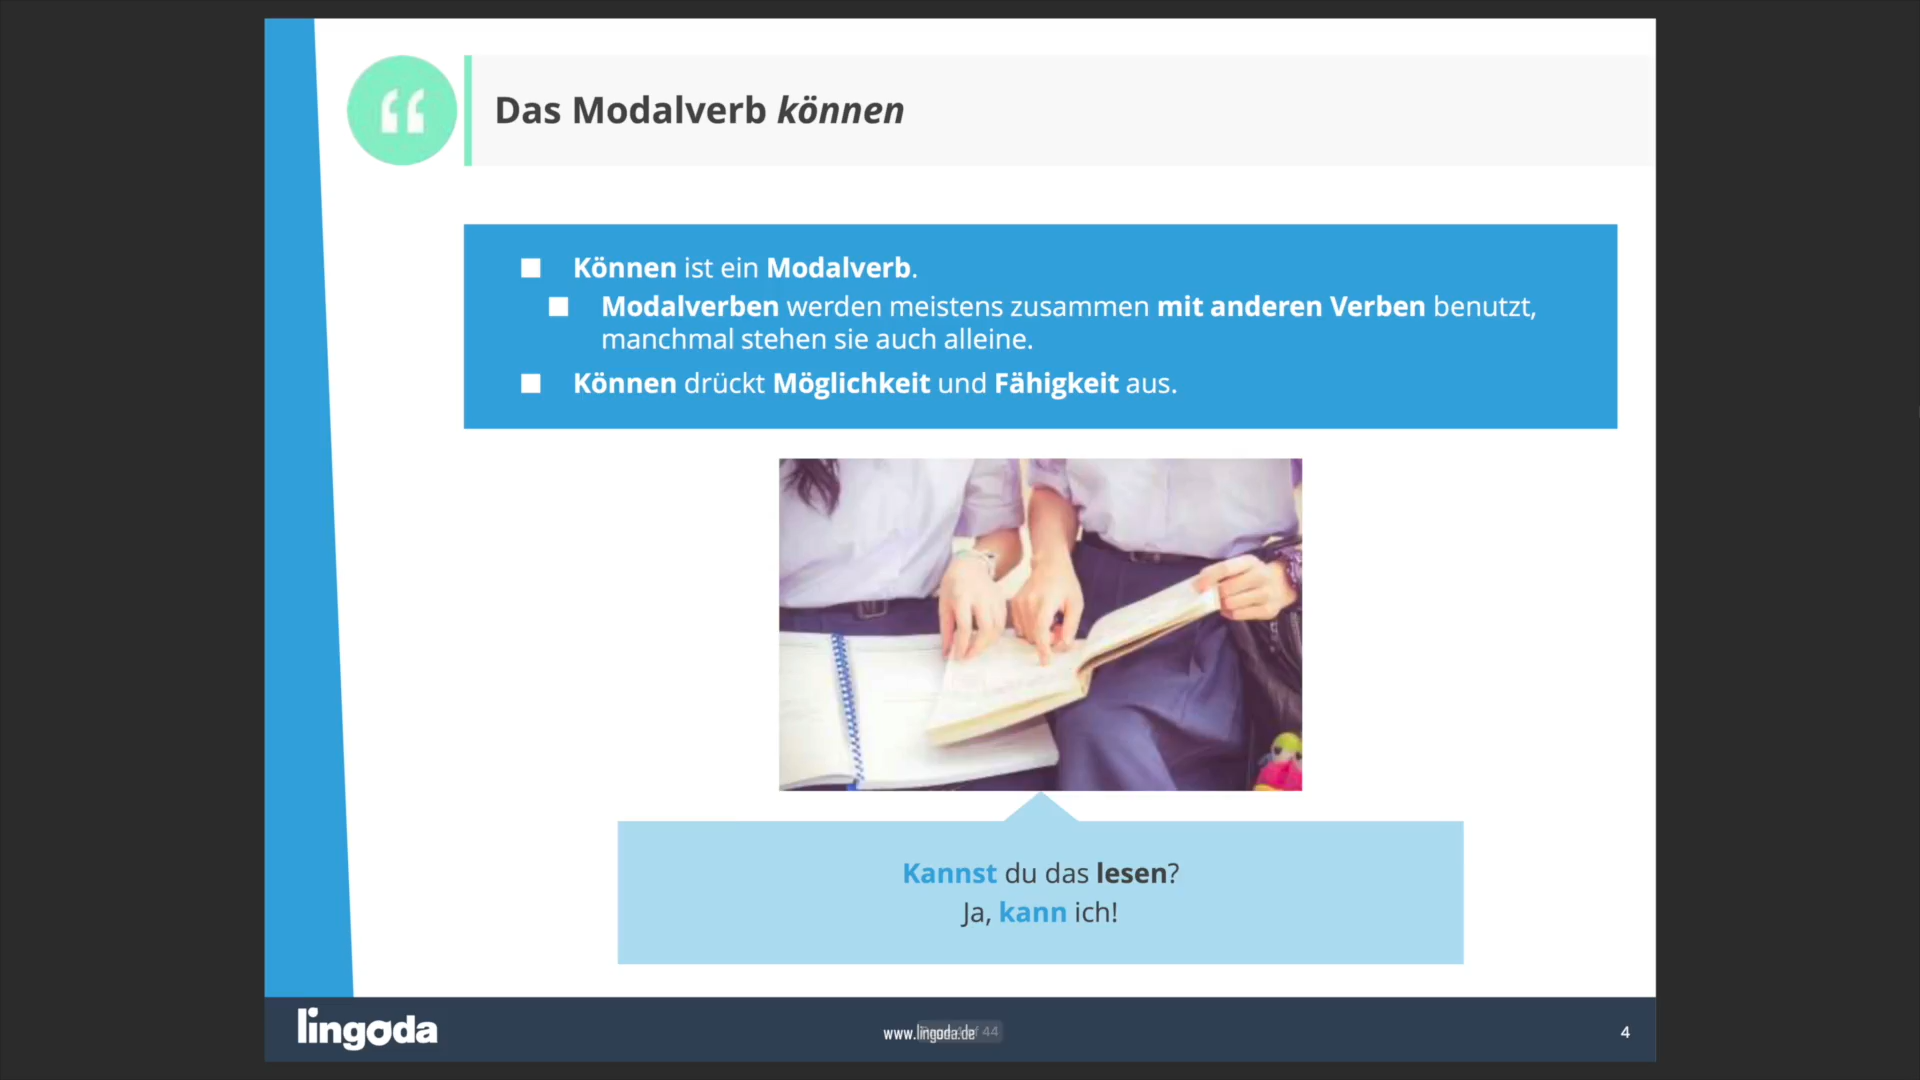 Das Modalverb können
Können ist ein Modalverb.
Modalverben werden meistens zusammen mit anderen Verben benutzt,
manchmal stehen sie auch alleine.
Können drückt Möglichkeit und Fähigkeit aus.
Kannst du das lesen?
Ja, kann ich!
lingoda
www.lingoda.de
44
4